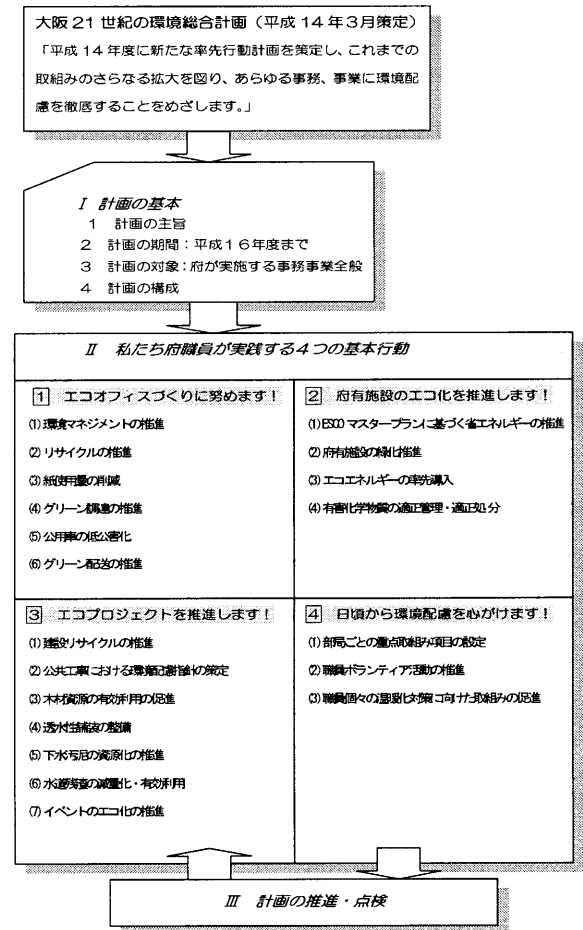 大阪21世紀の環境総合計画(平成14年3月策定)
「平成14年度に新たな率先行動計画を策定し、これまでの
取組みのさらなる拡大を図り、あらゆる事務、事業に環境配
慮を徹底することをめざします。」
Ⅰ 計画の基本
1 計画の主旨
2 計画の期間:平成16年度まで
3 計画の対象:府が実施する事務事業全般
4 計画の構成
Ⅱ 私たち府職員が実践する4つの基本行動
1 エコオフィスづくりに努めます!
(1)環境マネジメントの推進
(2)リサイクルの推進
(3)紙使用量の削減
(4)グリーン調達の推進
(5)公用車の低公害化
(6)グリーン配送の推進
2 府有施設のエコ化を推進します!
(1)ESCOマスタープランに基づく省エネルギーの推進
(2)府有施設の緑化推進
(3)エコエネルギーの率先導入
(4)有害化学物質の適正管理・適正処分
3 エコプロジェクトを推進します!
(1)建設リサイクルの推進
(2)公共工事における環境配慮指針の策定
(3)木材資源の有効利用の促進
(4)透水性舗装の整備
(5)下水汚泥の資源化の推進
(6)水道残渣の減量化・有効利用
(7)イベントのエコ化の推進
4 日頃から環境配慮を心がけます!
(1)部局ごとの重点取組み項目の設定
(2)職員ボランティア活動の推進
(3)職員個々の温暖化対策に向けた取組みの促進
Ⅲ 計画の推進・点検